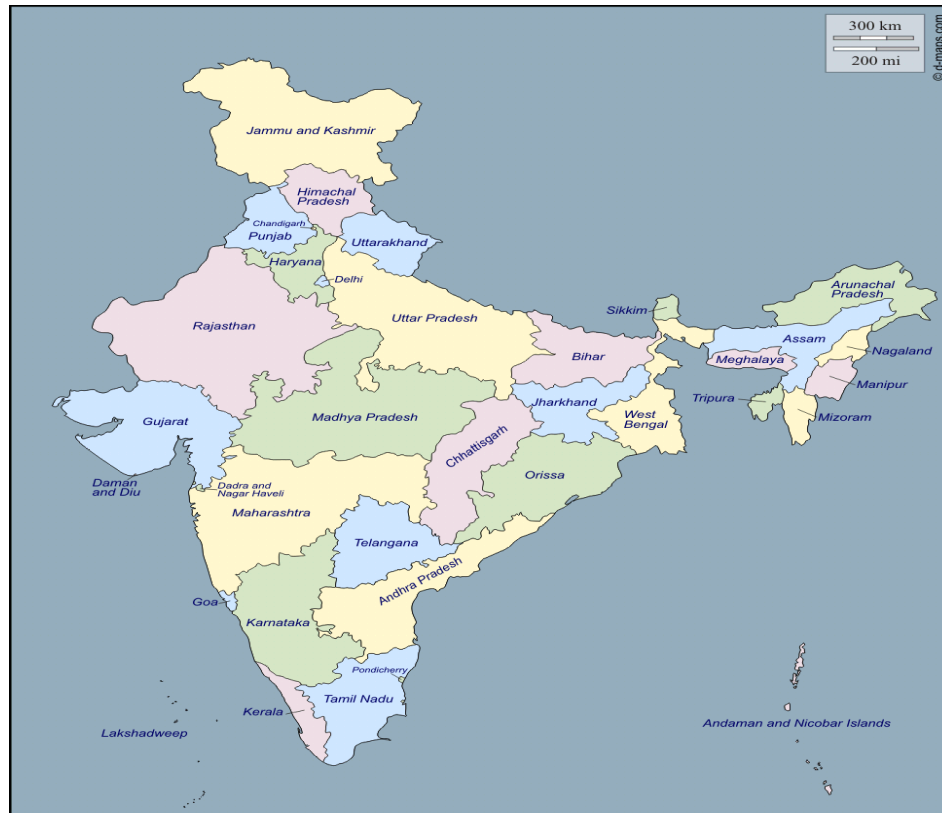 300 km
200 mi
© d-maps.com
Jammu and Kashmir
Himachal
Pradesh
Chandigarh
Punjab
Uttarakhand
Haryana
Delhi
Arunachal
Pradesh
Sikkim
Rajasthan
Uttar Pradesh
Assam
Nagaland
Bihar
Meghalaya
Manipur
Jharkhand
Tripura
Mizoram
Gujarat
Madhya Pradesh
West
Bengal
Chhattisgarh
Orissa
Daman
and Diu
Dadra and
Nagar Haveli
Maharashtra
Telangana
Andhra Pradesh
Goa
Karnataka
Pondicherry
Tamil Nadu
Kerala
Lakshadweep
Andaman and Nicobar Islands